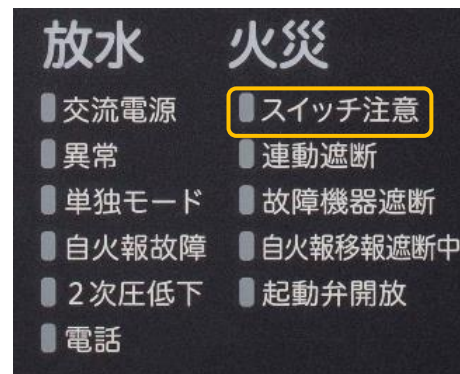 放水
交流電源
異常
単独モード
自火報故障
2次圧低下
電話
火災
スイッチ注意
連動遮断
故障機器遮断
自火報移報遮断中
起動弁開放